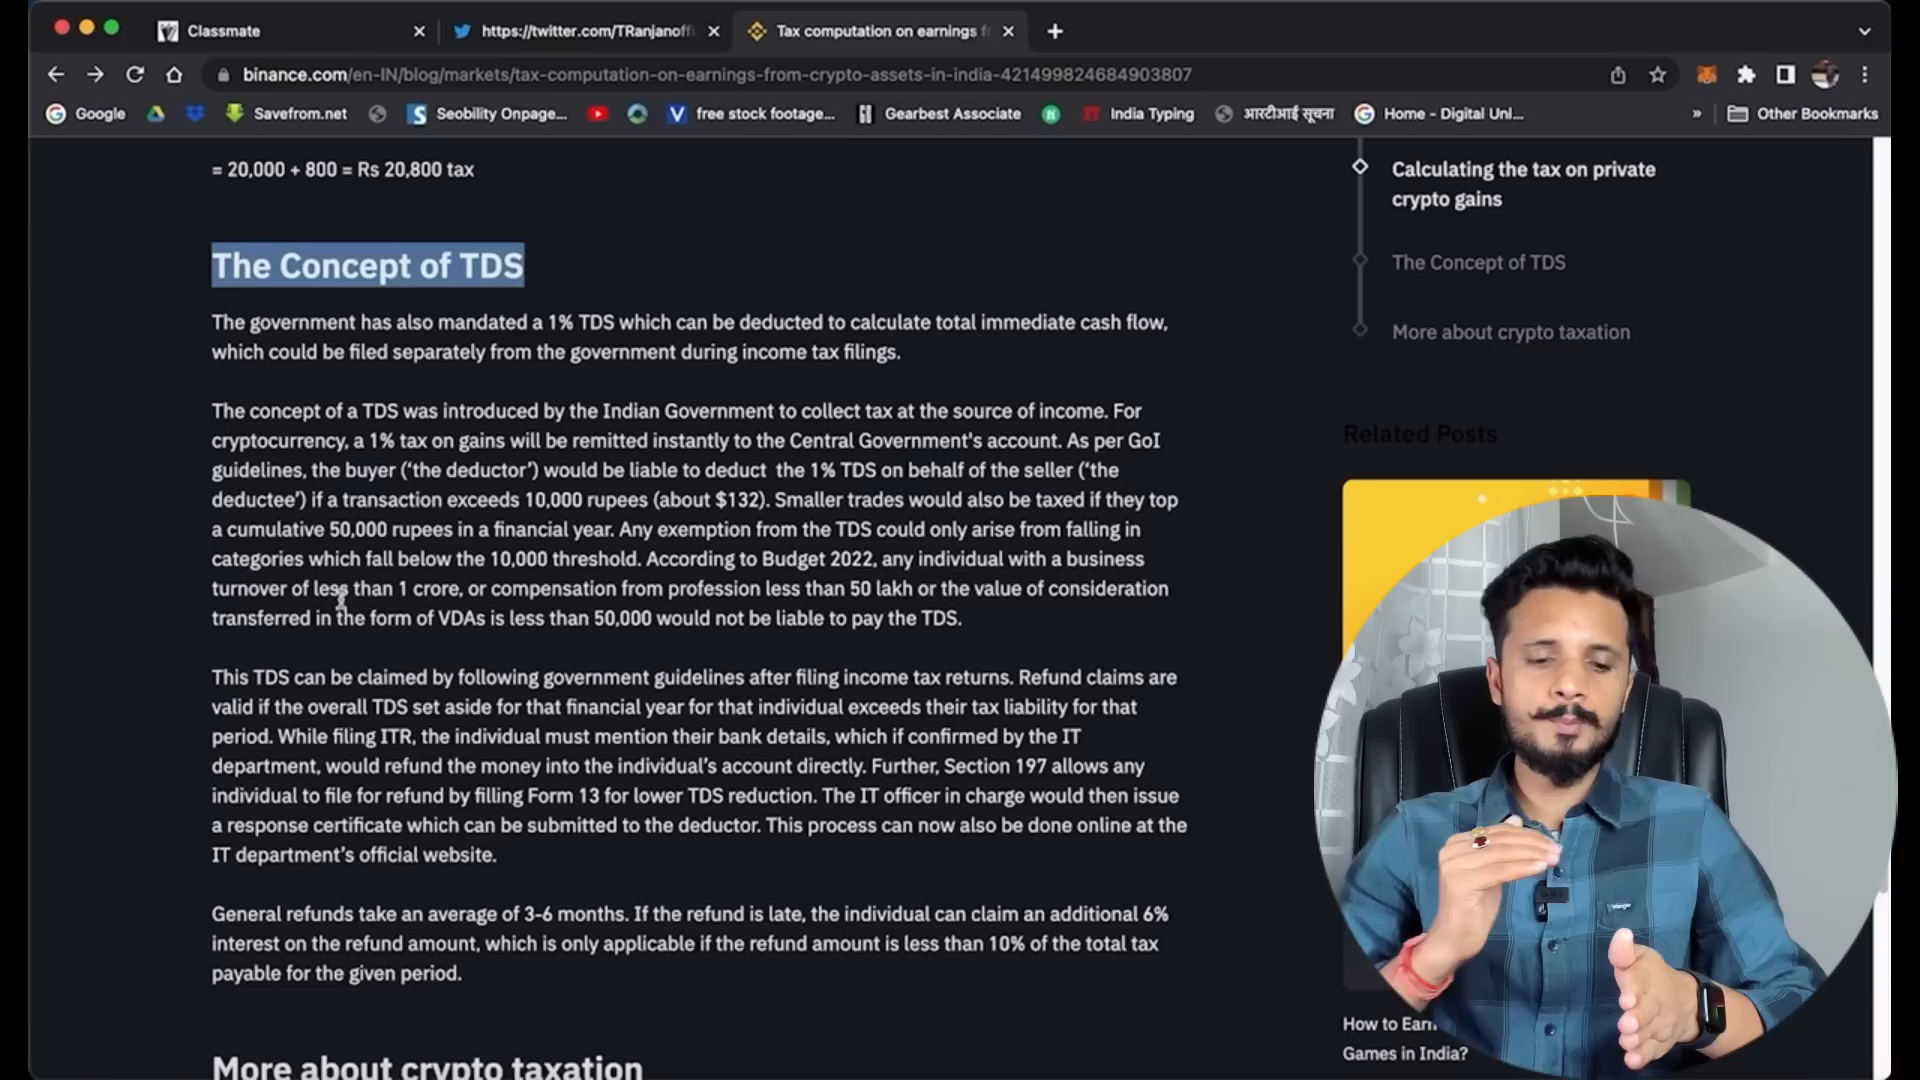 Classmate
https://twitter.com/TRanjanoffi
Tax computation on earnings fr
binance.com/en-IN/blog/markets/tax-computation-on-earnings-from-crypto-assets-in-india-421499824684903807
Google
Savefrom.net
Seobility Onpage...
free stock footage...
Gearbest Associate
India Typing
आरटीआई सूचना
Home - Digital Unl...
»
Other Bookmarks
= 20,000 + 800 = Rs 20,800 tax
The Concept of TDS
The government has also mandated a 1% TDS which can be deducted to calculate total immediate cash flow,
which could be filed separately from the government during income tax filings.
The concept of a TDS was introduced by the Indian Government to collect tax at the source of income. For
cryptocurrency, a 1% tax on gains will be remitted instantly to the Central Government's account. As per GoI
guidelines, the buyer (‘the deductor’) would be liable to deduct  the 1% TDS on behalf of the seller (‘the
deductee’) if a transaction exceeds 10,000 rupees (about $132). Smaller trades would also be taxed if they top
a cumulative 50,000 rupees in a financial year. Any exemption from the TDS could only arise from falling in
categories which fall below the 10,000 threshold. According to Budget 2022, any individual with a business
turnover of less than 1 crore, or compensation from profession less than 50 lakh or the value of consideration
transferred in the form of VDAs is less than 50,000 would not be liable to pay the TDS.
This TDS can be claimed by following government guidelines after filing income tax returns. Refund claims are
valid if the overall TDS set aside for that financial year for that individual exceeds their tax liability for that
period. While filing ITR, the individual must mention their bank details, which if confirmed by the IT
department, would refund the money into the individual’s account directly. Further, Section 197 allows any
individual to file for refund by filling Form 13 for lower TDS reduction. The IT officer in charge would then issue
a response certificate which can be submitted to the deductor. This process can now also be done online at the
IT department’s official website.
General refunds take an average of 3-6 months. If the refund is late, the individual can claim an additional 6%
interest on the refund amount, which is only applicable if the refund amount is less than 10% of the total tax
payable for the given period.
More about crypto taxation
Calculating the tax on private
crypto gains
The Concept of TDS
More about crypto taxation
Related Posts
How to Earn
Games in India?
Wrangler